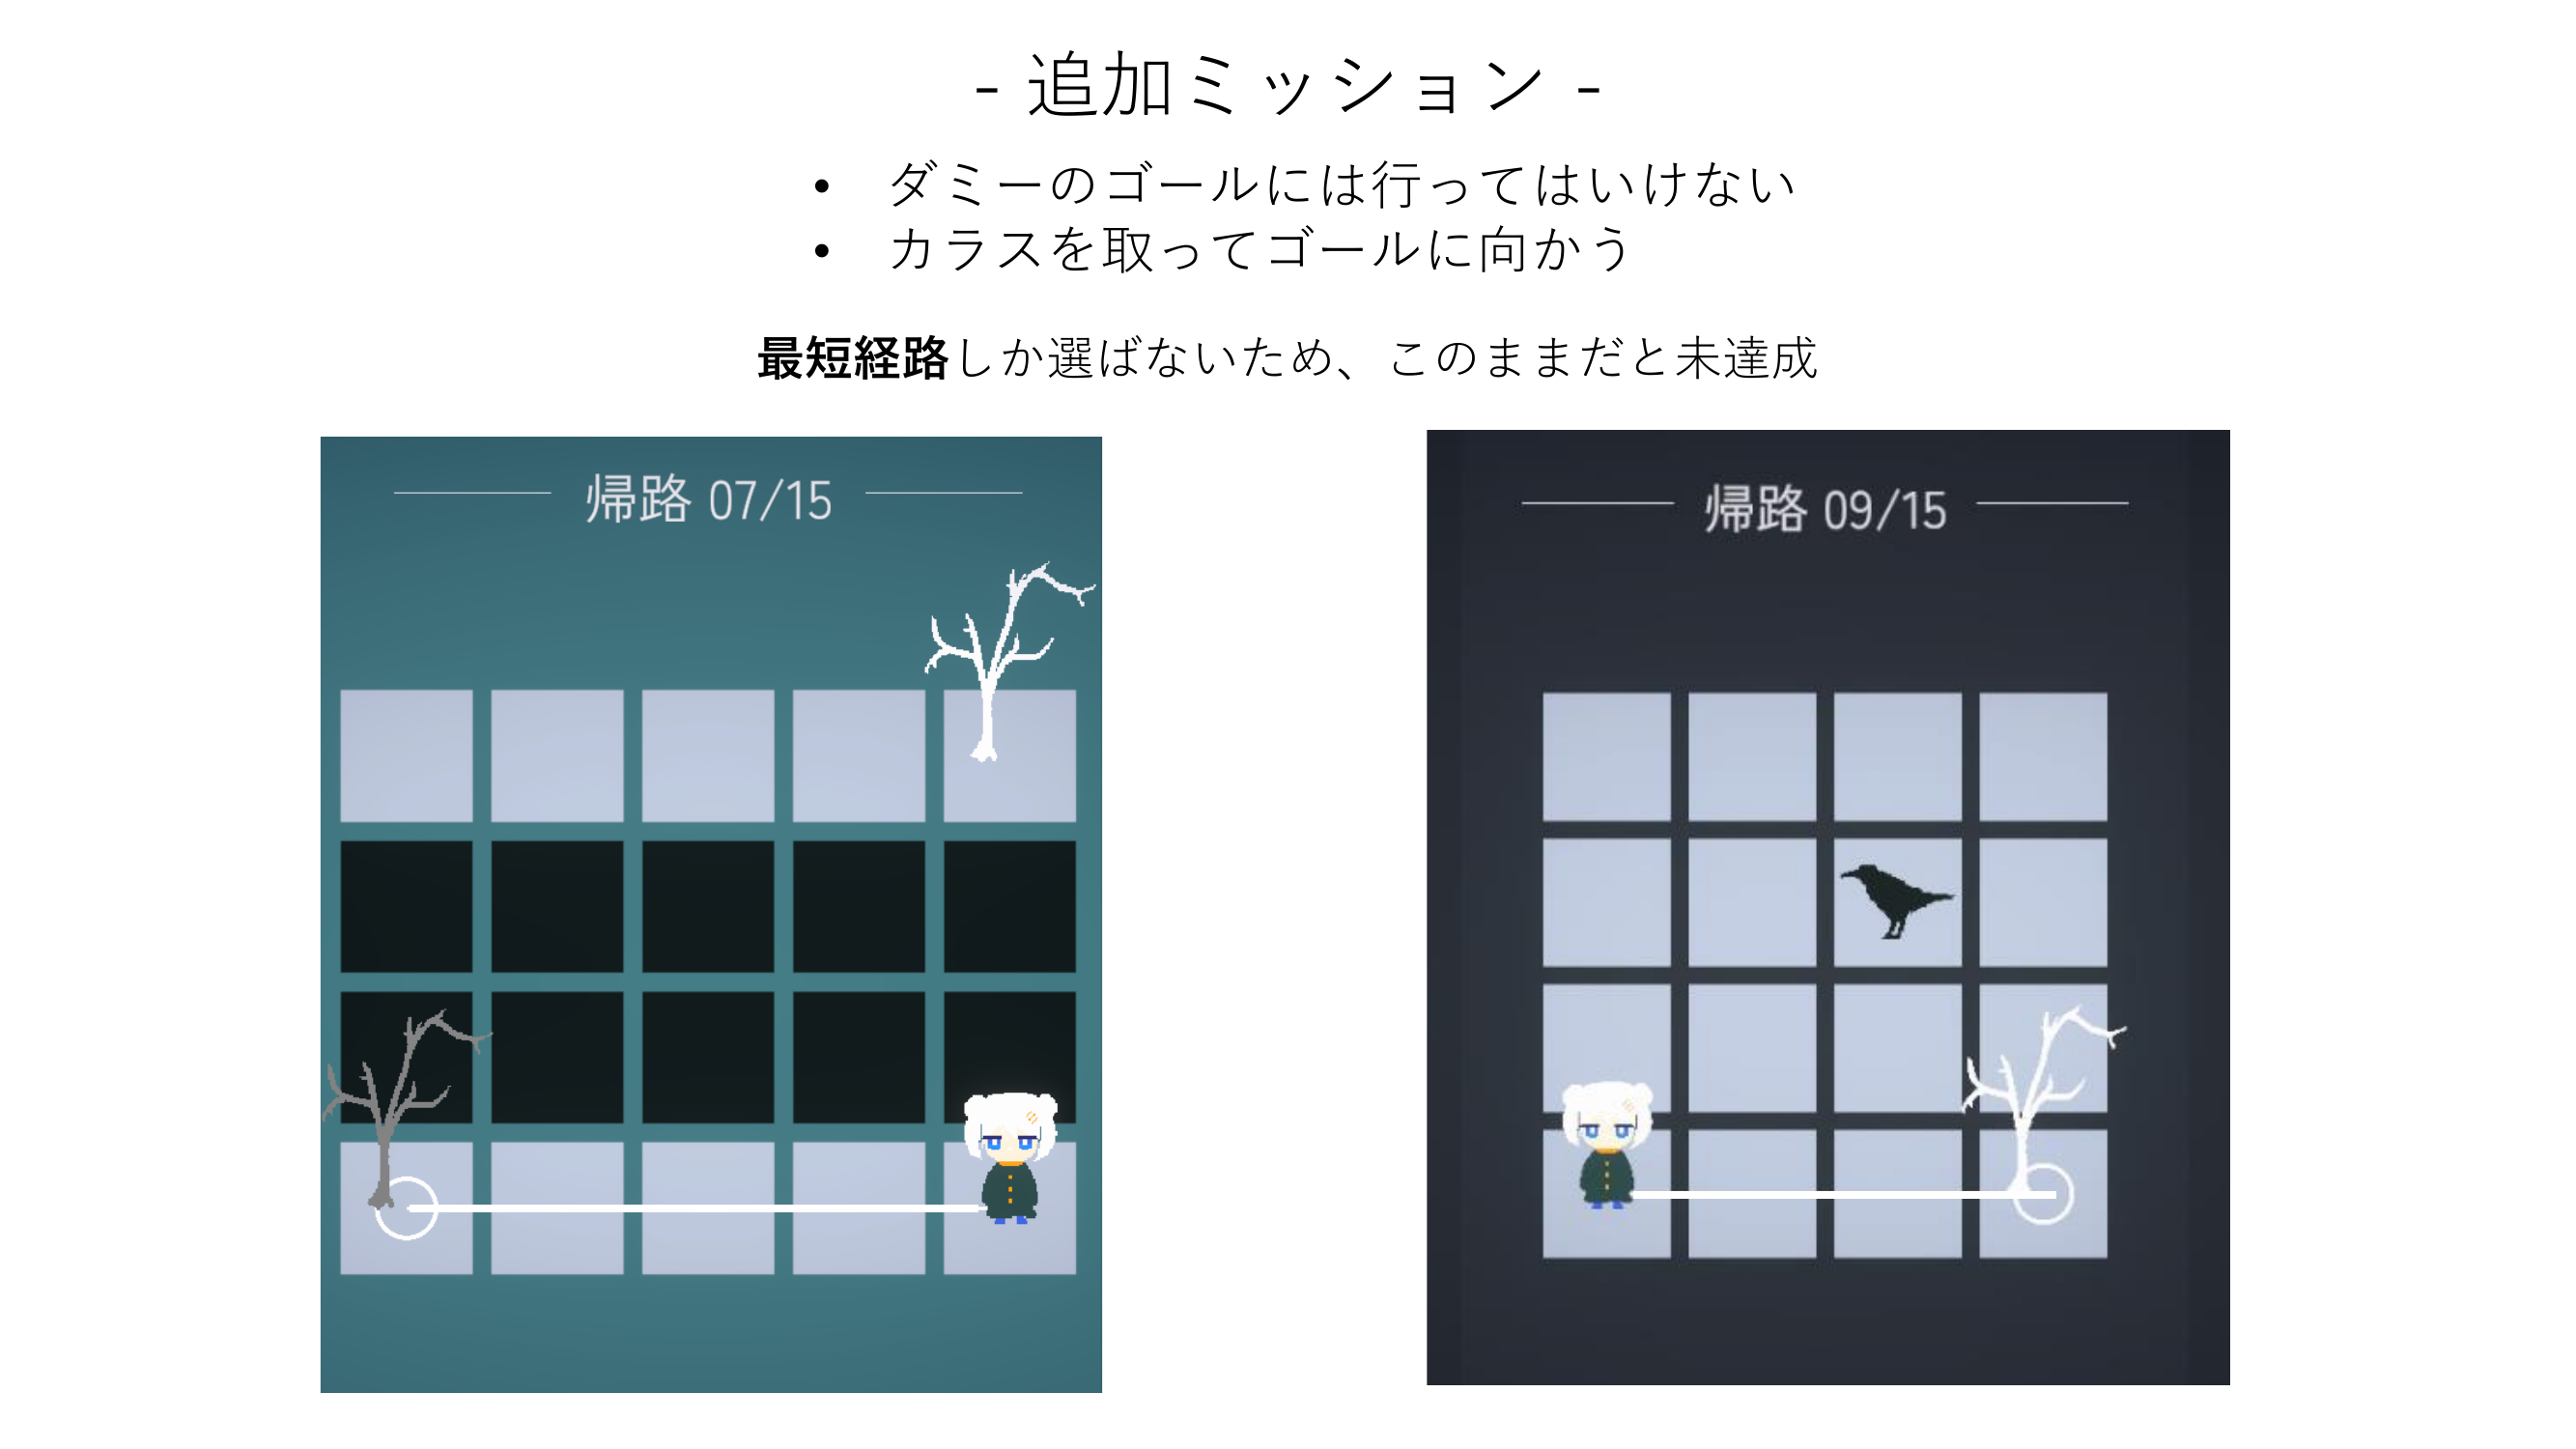 - 追加ミッション -
• ダミーのゴールには行ってはいけない
• カラスを取ってゴールに向かう
最短経路しか選ばないため、このままだと未達成
帰路 07/15
帰路 09/15